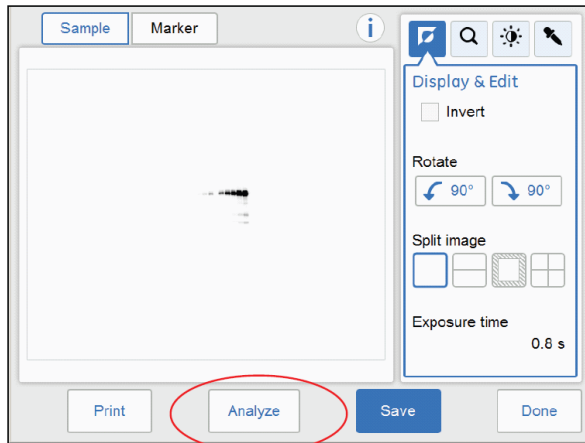 Sample
Marker
i
Display & Edit
Invert
Rotate
90°
90°
Split image
Exposure time
0.8 s
Print
Analyze
Save
Done